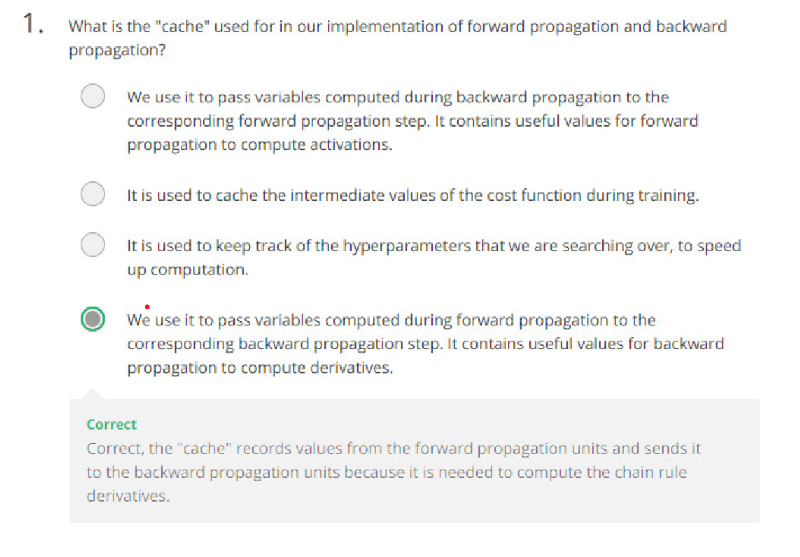 1. What is the "cache" used for in our implementation of forward propagation and backward
propagation?
We use it to pass variables computed during backward propagation to the
corresponding forward propagation step. It contains useful values for forward
propagation to compute activations.
It is used to cache the intermediate values of the cost function during training.
It is used to keep track of the hyperparameters that we are searching over, to speed
up computation.
We use it to pass variables computed during forward propagation to the
corresponding backward propagation step. It contains useful values for backward
propagation to compute derivatives.
Correct
Correct, the "cache" records values from the forward propagation units and sends it
to the backward propagation units because it is needed to compute the chain rule
derivatives.